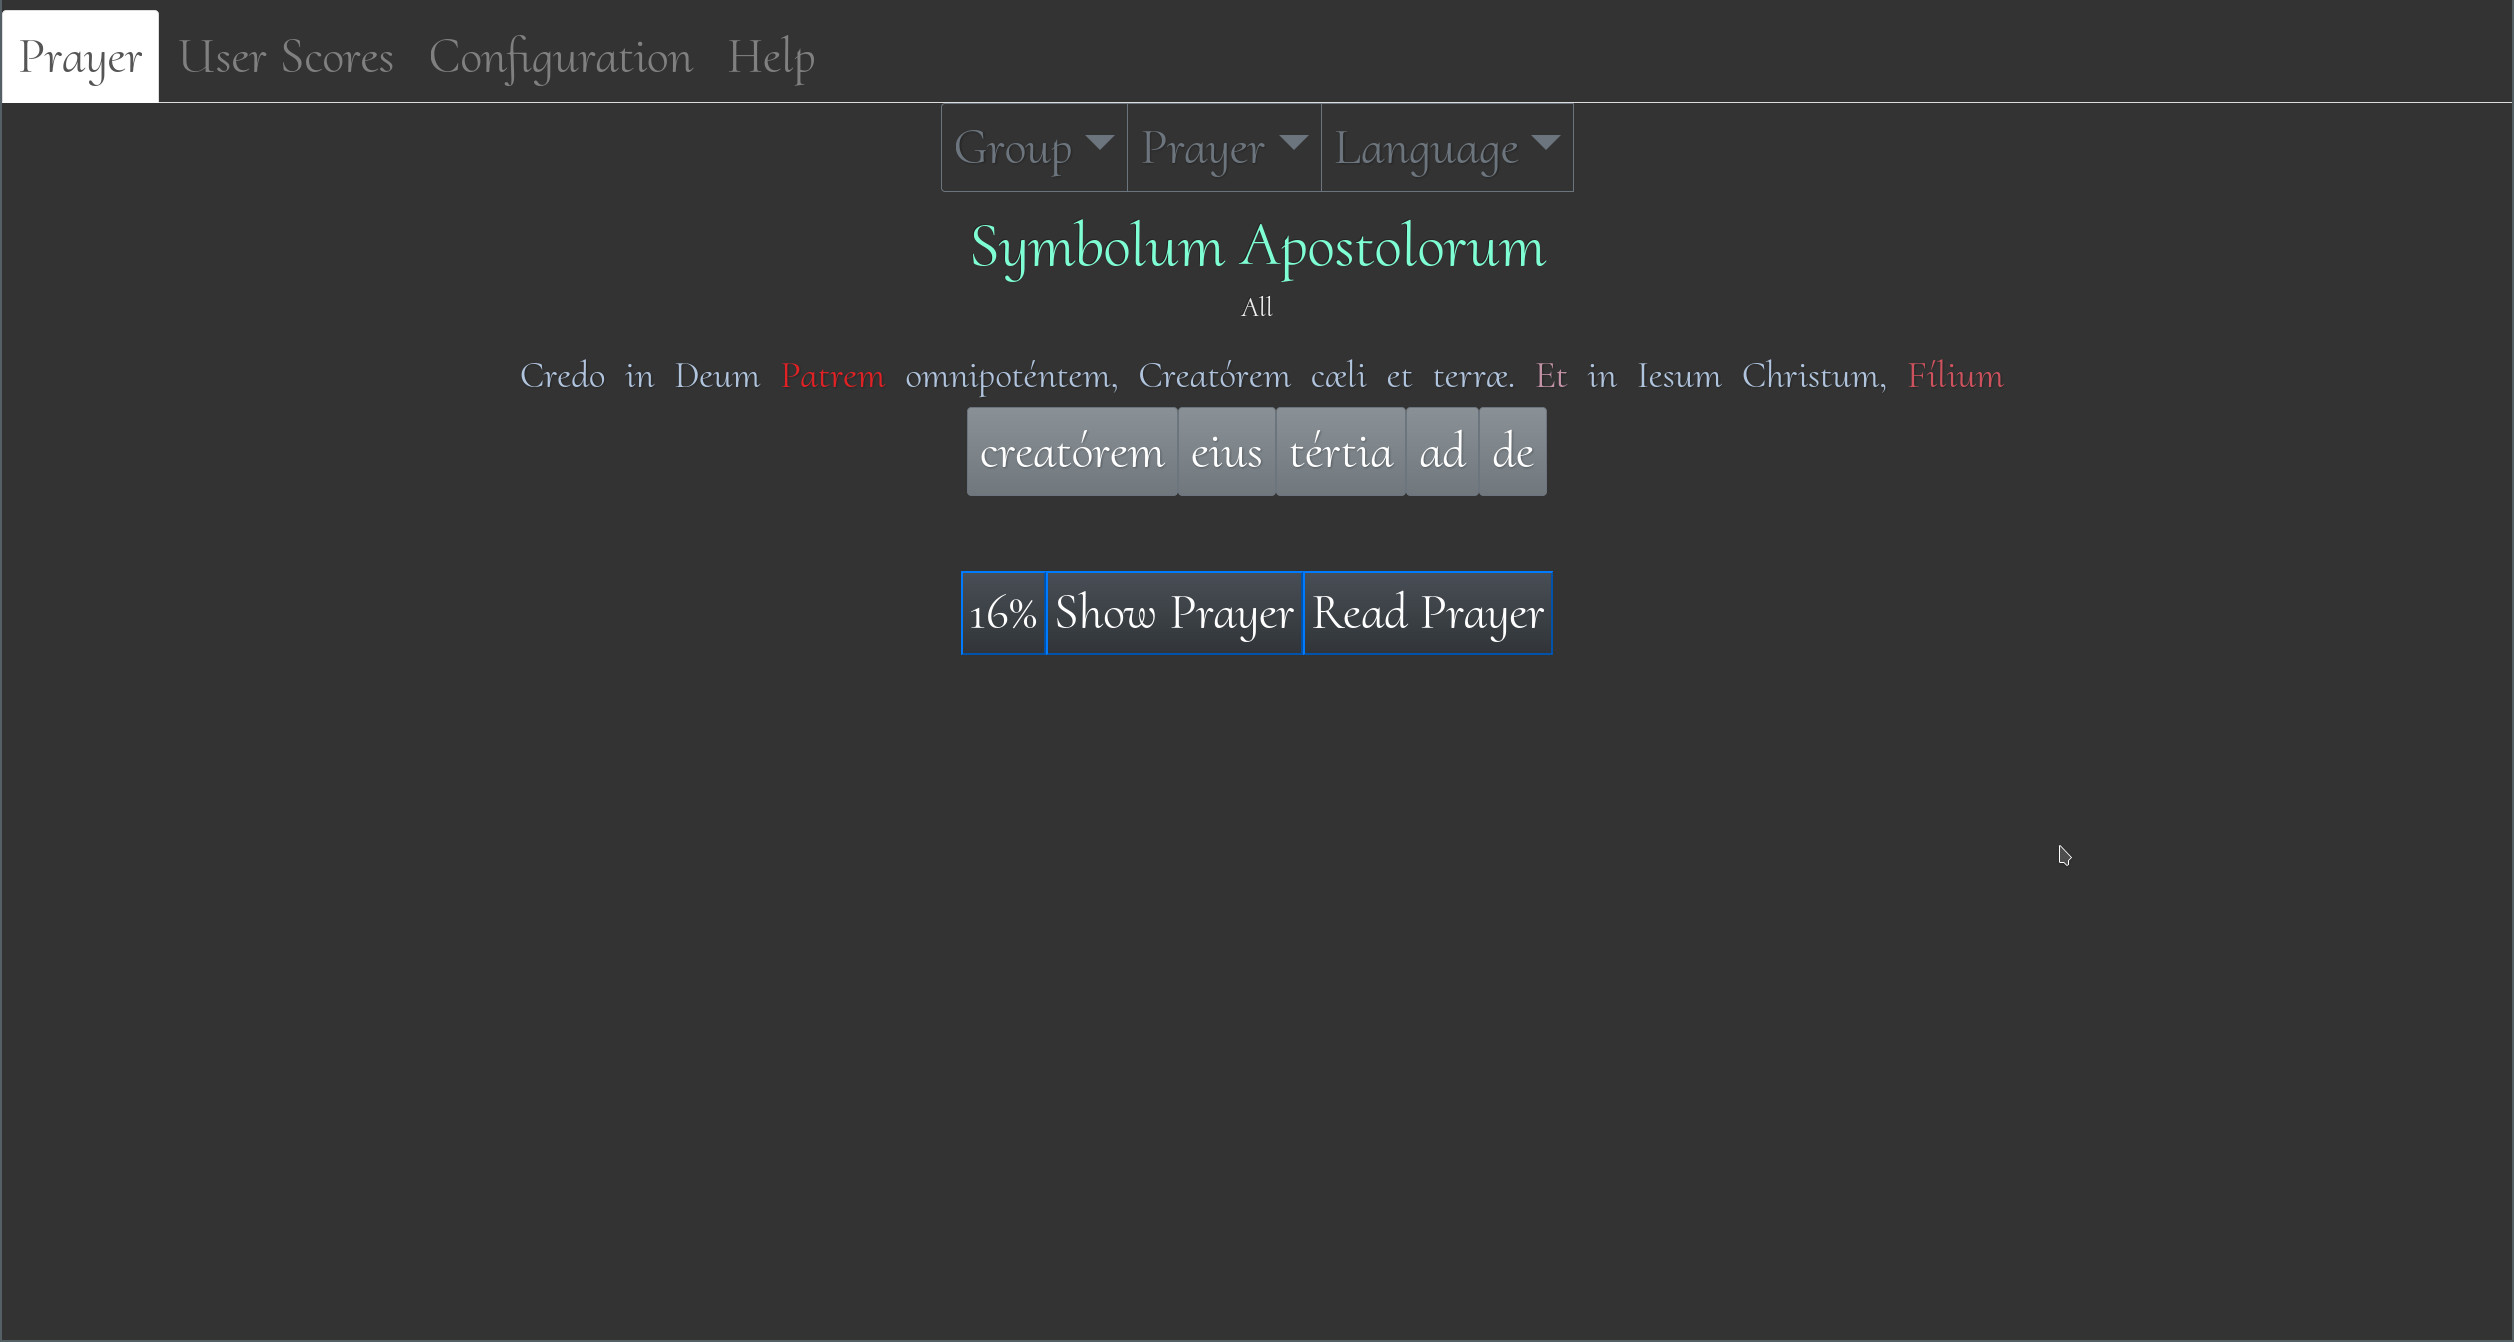 Prayer User Scores Configuration Help
Group Prayer Language
Symbolum Apostolorum
All
Credo in Deum Patrem omnipoténtem, Creatórem cæli et terræ. Et in Iesum Christum, Fílium
creatórem eius tértia ad de
16% Show Prayer Read Prayer